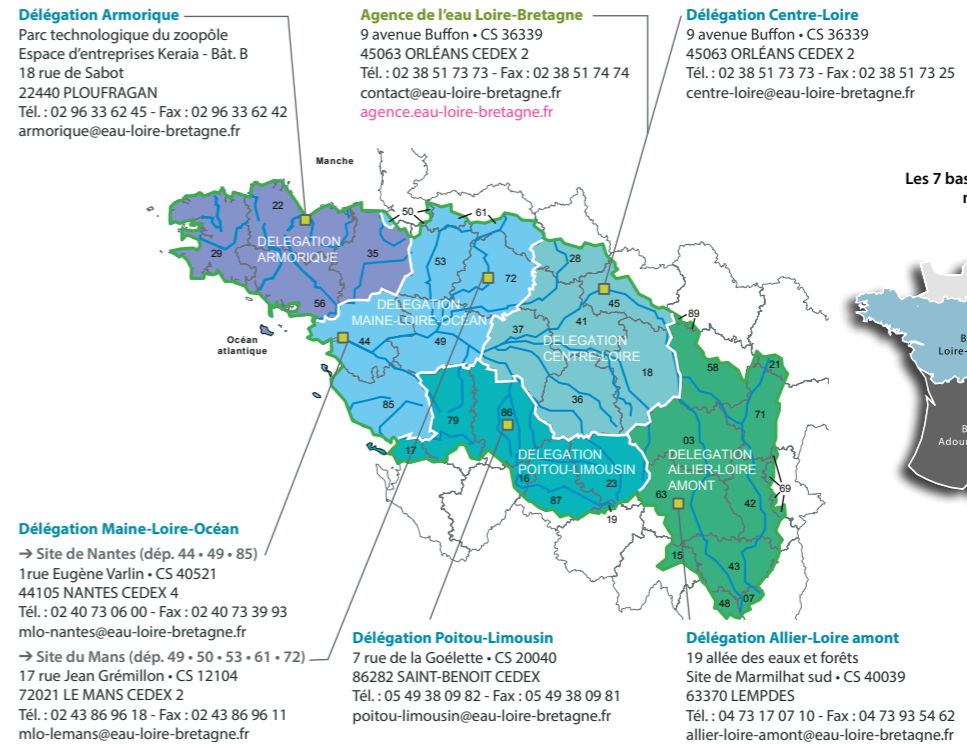 Délégation Armorique
Parc technologique du zoopôle
Espace d'entreprises Keraia - Bât. B
18 rue de Sabot
22440 PLOUFRAGAN
Tél. : 02 96 33 62 45 - Fax : 02 96 33 62 42
armorique@eau-loire-bretagne.fr
Agence de l'eau Loire-Bretagne
9 avenue Buffon • CS 36339
45063 ORLÉANS CEDEX 2
Tél. : 02 38 51 73 73 - Fax : 02 38 51 74 74
contact@eau-loire-bretagne.fr
agence.eau-loire-bretagne.fr
Délégation Centre-Loire
9 avenue Buffon • CS 36339
45063 ORLÉANS CEDEX 2
Tél. : 02 38 51 73 73 - Fax : 02 38 51 73 25
centre-loire@eau-loire-bretagne.fr
Manche
Les 7 bas
22
50
61
DELEGATION
ARMORIQUE
29
35
53
28
72
56
45
DELEGATION
MAINE-LOIRE-OCEAN
89
Océan
atlantique
44
49
37
41
DELEGATION
CENTRE-LOIRE
58
21
18
85
36
79
86
71
17
03
DELEGATION
POITOU-LIMOUSIN
DELEGATION
ALLIER-LOIRE
AMONT
16
23
87
63
69
42
19
15
43
48
07
B
Loire-
B
Adour
Délégation Maine-Loire-Océan
→ Site de Nantes (dép. 44 • 49 • 85)
1rue Eugène Varlin • CS 40521
44105 NANTES CEDEX 4
Tél. : 02 40 73 06 00 - Fax : 02 40 73 39 93
mlo-nantes@eau-loire-bretagne.fr
→ Site du Mans (dép. 49 • 50 • 53 • 61 • 72)
17 rue Jean Grémillon • CS 12104
72021 LE MANS CEDEX 2
Tél. : 02 43 86 96 18 - Fax : 02 43 86 96 11
mlo-lemans@eau-loire-bretagne.fr
Délégation Poitou-Limousin
7 rue de la Goélette • CS 20040
86282 SAINT-BENOIT CEDEX
Tél. : 05 49 38 09 82 - Fax : 05 49 38 09 81
poitou-limousin@eau-loire-bretagne.fr
Délégation Allier-Loire amont
19 allée des eaux et forêts
Site de Marmilhat sud • CS 40039
63370 LEMPDES
Tél. : 04 73 17 07 10 - Fax : 04 73 93 54 62
allier-loire-amont@eau-loire-bretagne.fr